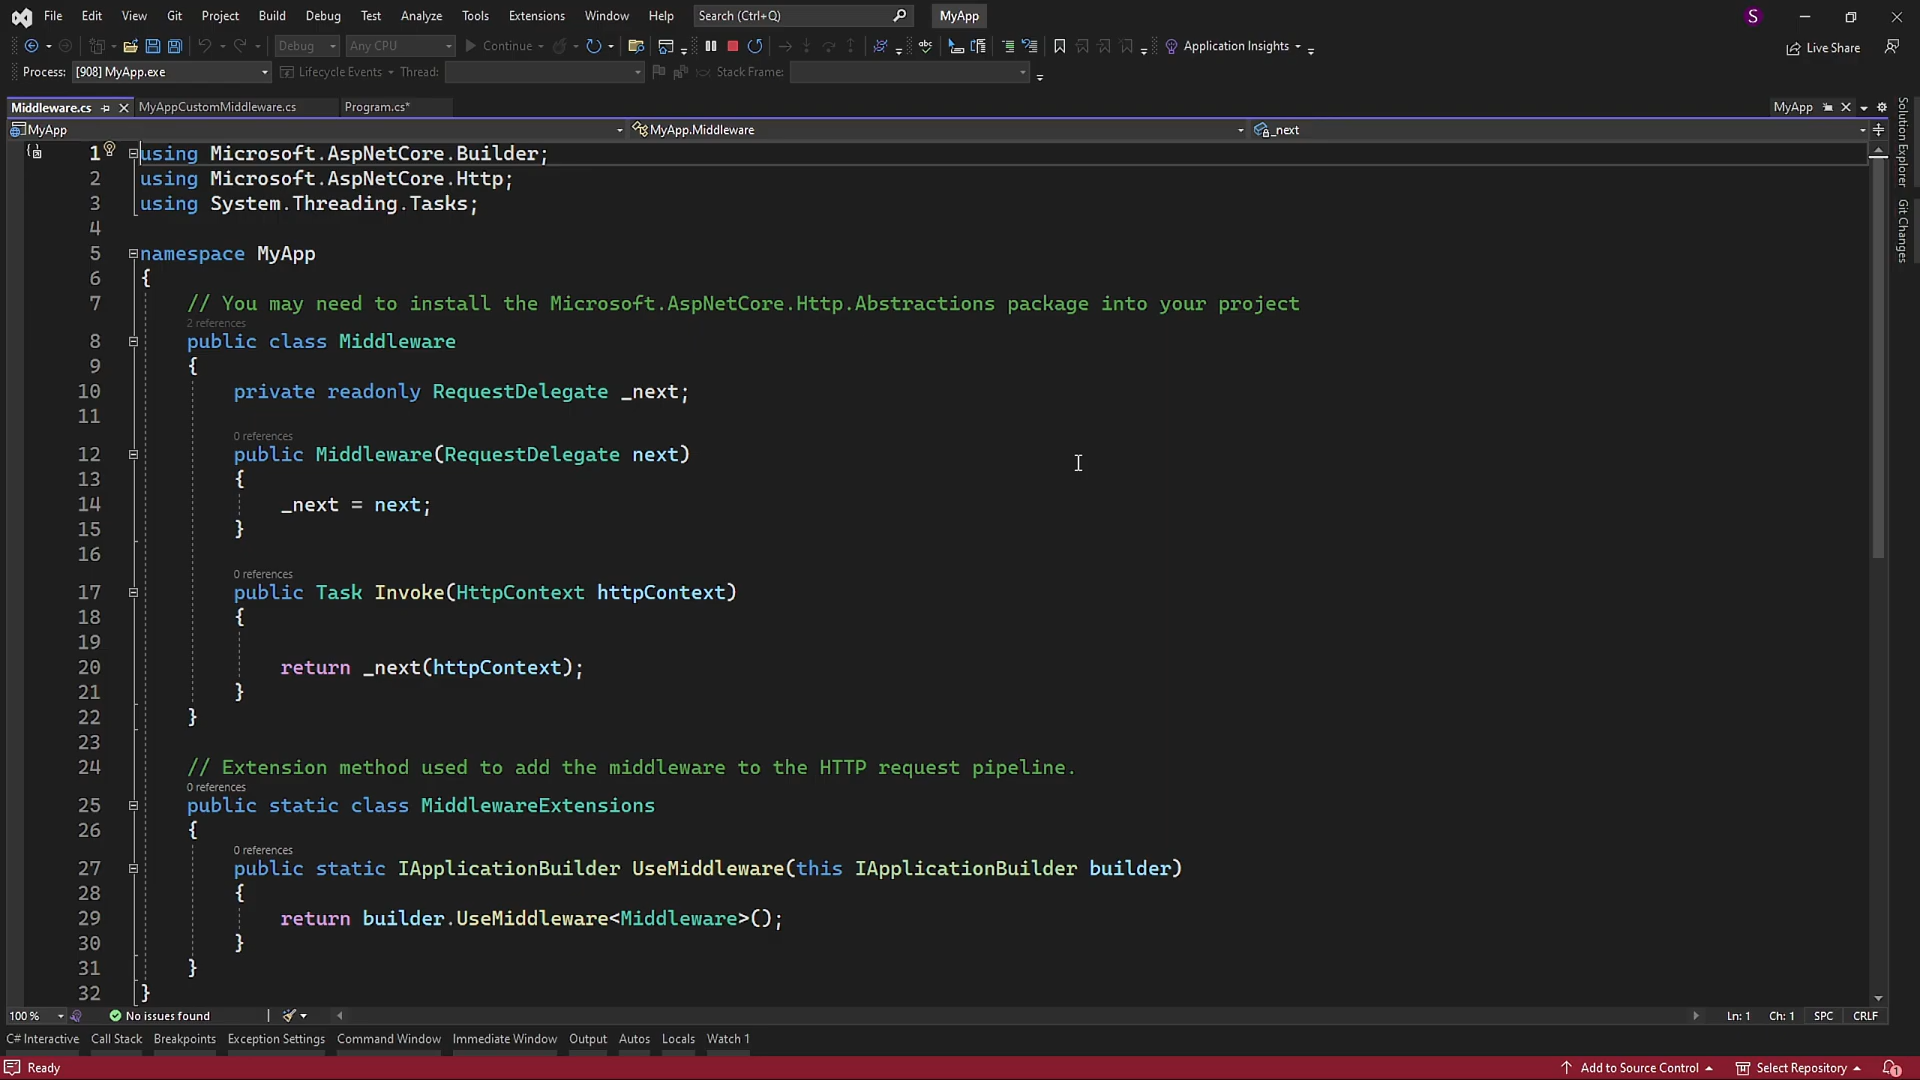 File Edit View Git Project Build Debug Test Analyze Tools Extensions Window Help Search (Ctrl+Q) MyApp S
Debug Any CPU Continue Application Insights Live Share
Process: [908] MyApp.exe Lifecycle Events Thread: Stack Frame:
Middleware.cs MyAppCustomMiddleware.cs Program.cs* MyApp
MyApp MyApp.Middleware _next
Solution Explorer
Git Changes
1 using Microsoft.AspNetCore.Builder;
2 using Microsoft.AspNetCore.Http;
3 using System.Threading.Tasks;
4
5 namespace MyApp
6 {
7 // You may need to install the Microsoft.AspNetCore.Http.Abstractions package into your project
2 references
8 public class Middleware
9 {
10 private readonly RequestDelegate _next;
11
0 references
12 public Middleware(RequestDelegate next)
13 {
14 _next = next;
15 }
16
0 references
17 public Task Invoke(HttpContext httpContext)
18 {
19
20 return _next(httpContext);
21 }
22 }
23
24 // Extension method used to add the middleware to the HTTP request pipeline.
0 references
25 public static class MiddlewareExtensions
26 {
0 references
27 public static IApplicationBuilder UseMiddleware(this IApplicationBuilder builder)
28 {
29 return builder.UseMiddleware<Middleware>();
30 }
31 }
32 }
100 % No issues found Ln: 1 Ch: 1 SPC CRLF
C# Interactive Call Stack Breakpoints Exception Settings Command Window Immediate Window Output Autos Locals Watch 1
Ready Add to Source Control Select Repository 1